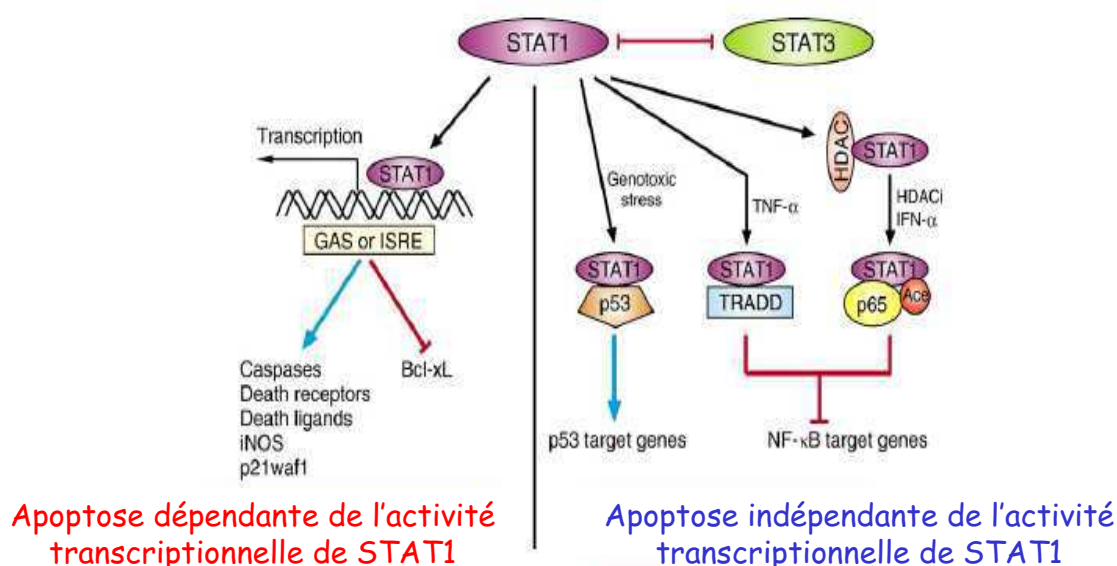 STAT1
STAT3
Transcription
STAT1
GAS or ISRE
Caspases
Death receptors
Death ligands
iNOS
p21waf1
Bcl-xL
Genotoxic
stress
STAT1
p53
p53 target genes
TNF-α
STAT1
TRADD
HDAC
STAT1
HDACi
IFN-α
STAT1
p65
Ace
NF-κB target genes
Apoptose dépendante de l'activité
transcriptionnelle de STAT1
Apoptose indépendante de l'activité
transcriptionnelle de STAT1